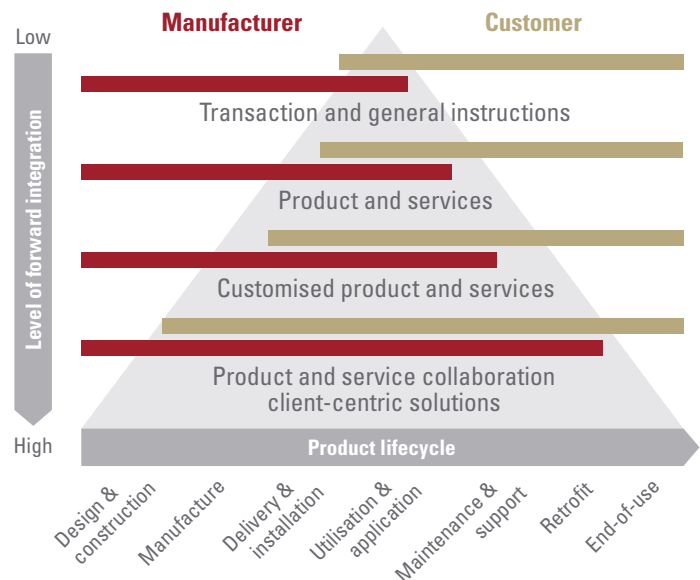 Manufacturer
Customer
Low
Level of forward integration
High
Transaction and general instructions
Product and services
Customised product and services
Product and service collaboration
client-centric solutions
Product lifecycle
Design &
construction
Manufacture
Delivery &
installation
Utilisation &
application
Maintenance &
support
Retrofit
End-of-use